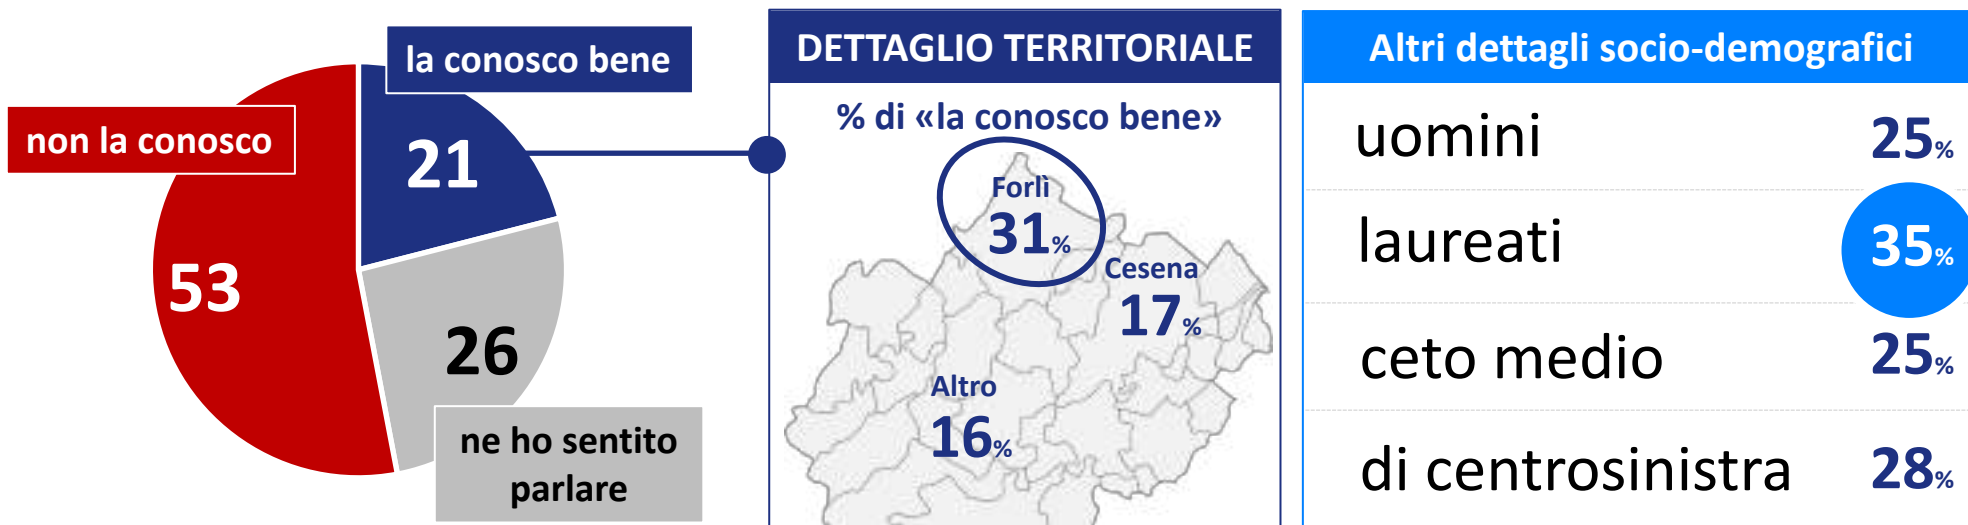 la conosco bene
non la conosco
21
53
26
ne ho sentito
parlare
DETTAGLIO TERRITORIALE
% di «la conosco bene»
Forlì
31%
Cesena
17%
Altro
16%
Altri dettagli socio-demografici
uomini 25%
laureati 35%
ceto medio 25%
di centrosinistra 28%